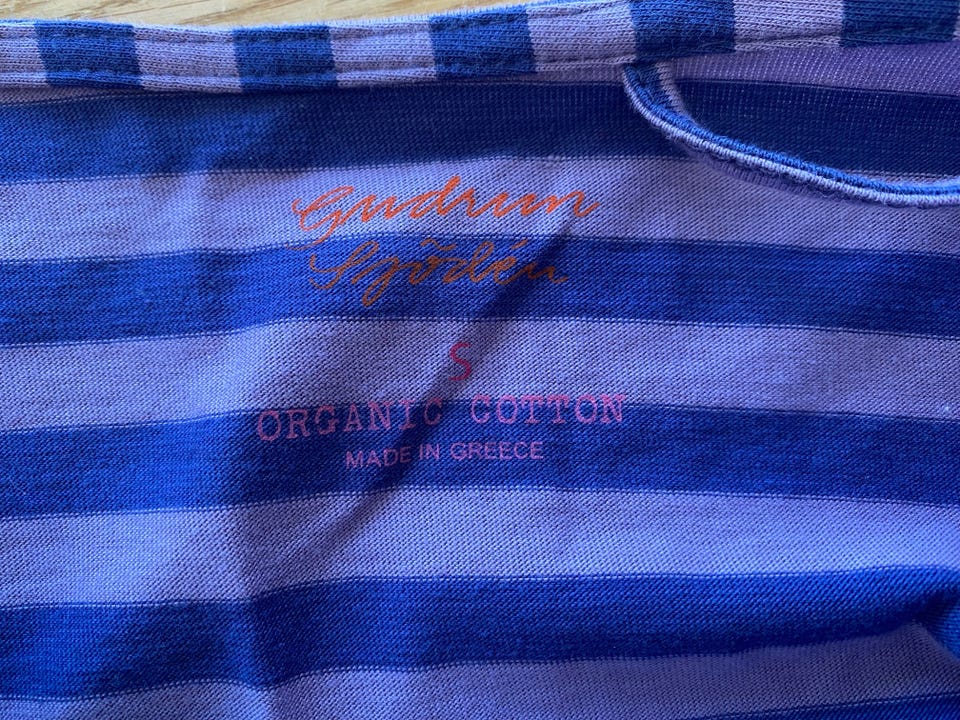 Gudrun
Sjödén
S
ORGANIC COTTON
MADE IN GREECE